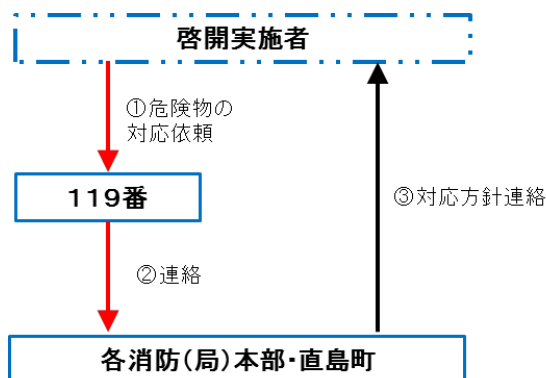 啓開実施者
①危険物の
対応依頼
119番
③対応方針連絡
②連絡
各消防(局)本部・直島町